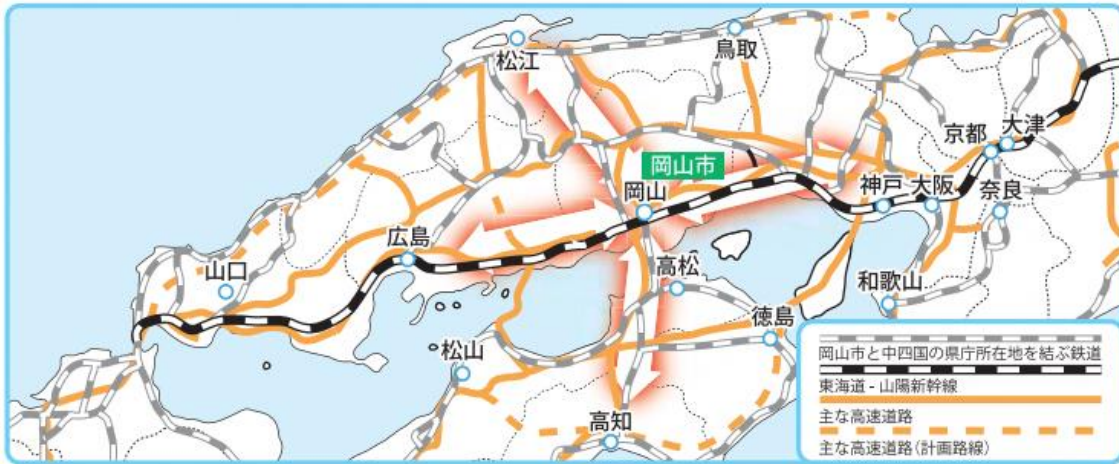 松江
鳥取
京都
大津
岡山市
岡山
神戸
大阪
奈良
広島
山口
高松
和歌山
徳島
松山
高知
岡山市と中四国の県庁所在地を結ぶ鉄道
東海道 - 山陽新幹線
主な高速道路
主な高速道路(計画路線)